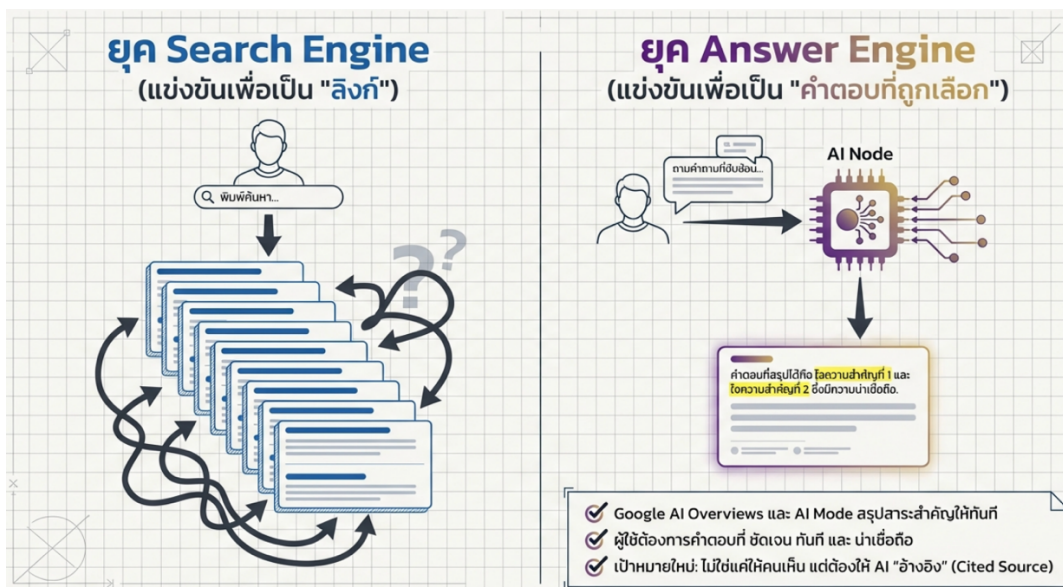 ยุค Search Engine
(แข่งขันเพื่อเป็น "ลิงก์")
พิมพ์ค้นหา...
??
ยุค Answer Engine
(แข่งขันเพื่อเป็น "คำตอบที่ถูกเลือก")
ถามคำถามที่ซับซ้อน...
AI Node
คำตอบที่สรุปได้คือ ใจความสำคัญที่ 1 และ
ใจความสำคัญที่ 2 ซึ่งมีความน่าเชื่อถือ.
Google AI Overviews และ AI Mode สรุปสาระสำคัญให้ทันที
ผู้ใช้ต้องการคำตอบที่ ชัดเจน ทันที และ น่าเชื่อถือ
เป้าหมายใหม่: ไม่ใช่แค่ให้คนเห็น แต่ต้องให้ AI “อ้างอิง” (Cited Source)